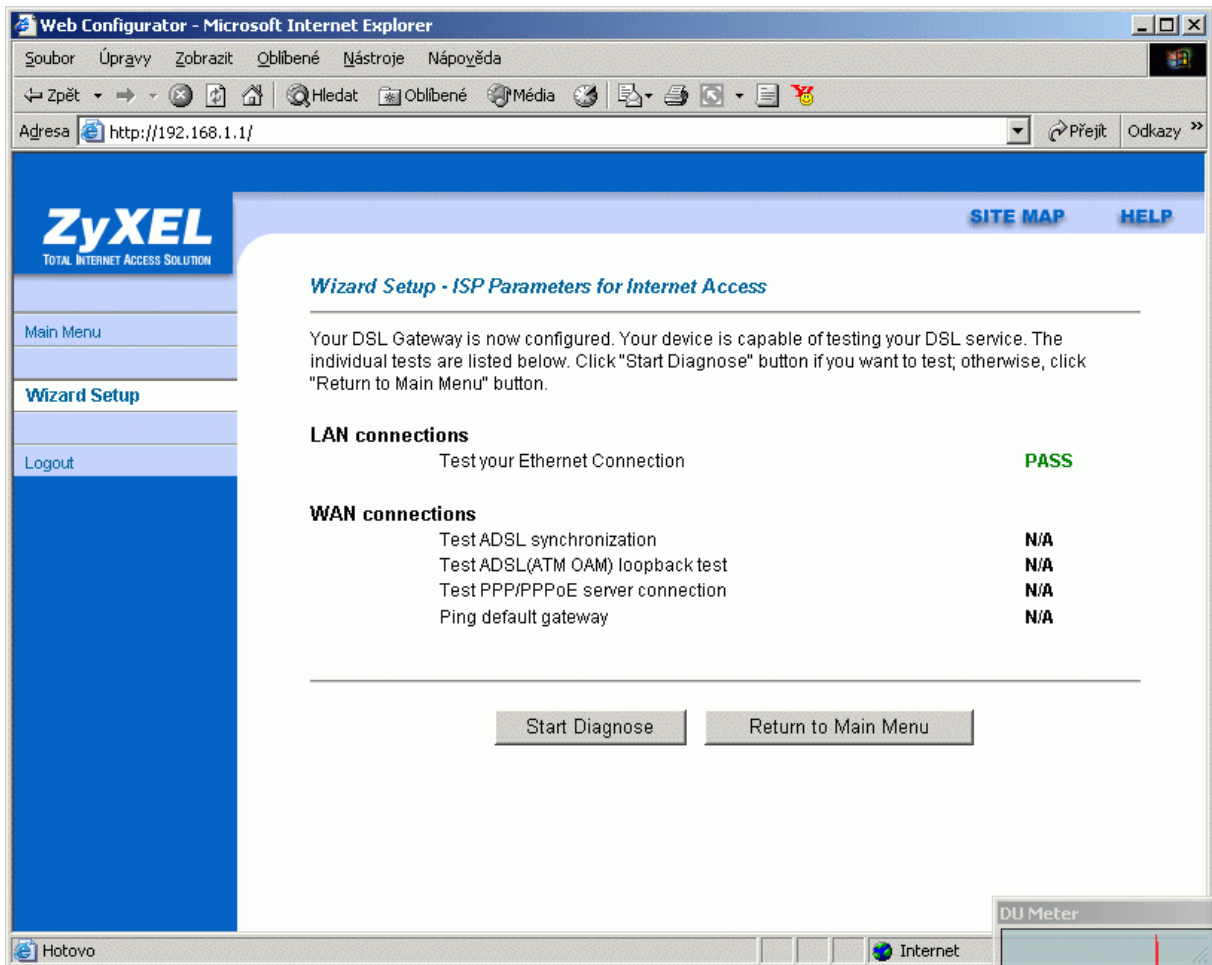 Web Configurator - Microsoft Internet Explorer
Soubor Úpravy Zobrazit Oblíbené Nástroje Nápověda
Zpět Hledat Oblíbené Média
Adresa http://192.168.1.1/ Přejít Odkazy »
ZyXEL
TOTAL INTERNET ACCESS SOLUTION
SITE MAP HELP
Main Menu
Wizard Setup
Logout
Wizard Setup - ISP Parameters for Internet Access
Your DSL Gateway is now configured. Your device is capable of testing your DSL service. The
individual tests are listed below. Click "Start Diagnose" button if you want to test; otherwise, click
"Return to Main Menu" button.
LAN connections
Test your Ethernet Connection PASS
WAN connections
Test ADSL synchronization N/A
Test ADSL(ATM OAM) loopback test N/A
Test PPP/PPPoE server connection N/A
Ping default gateway N/A
Start Diagnose Return to Main Menu
DU Meter
Hotovo Internet